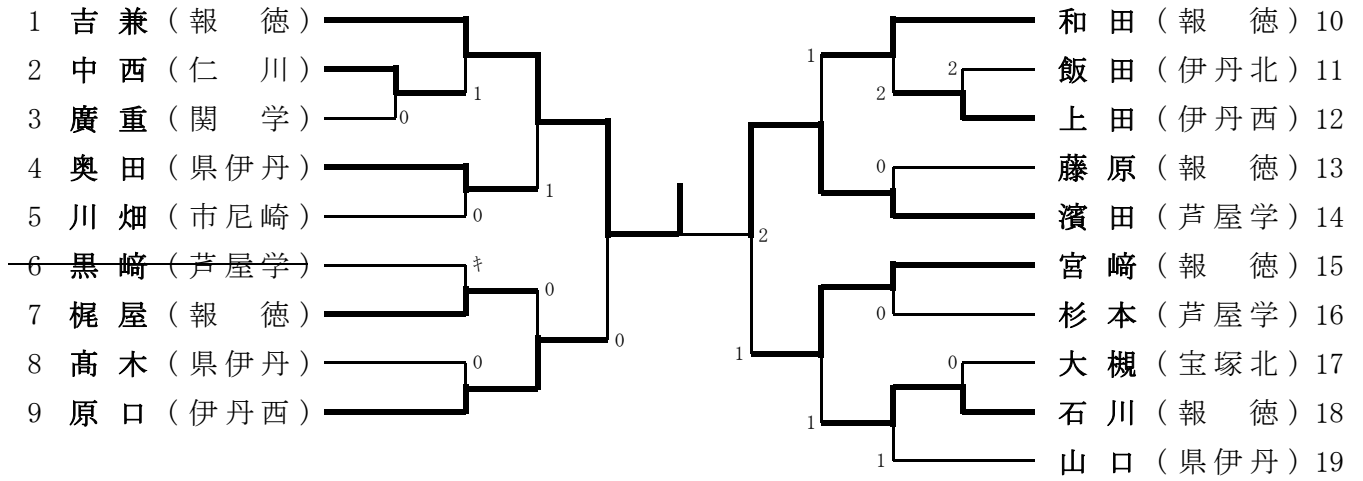 1 吉 兼 ( 報 徳 )
2 中 西 ( 仁 川 )
3 廣 重 ( 関 学 )
4 奥 田 ( 県伊丹 )
5 川 畑 ( 市尼崎 )
6 黒 﨑 ( 芦屋学 )
7 梶 屋 ( 報 徳 )
8 髙 木 ( 県伊丹 )
9 原 口 ( 伊丹西 )
1
0
1
0
キ
0
0
0
2
1
2
2
0
0
1
0
1
1
和 田 ( 報 徳 ) 10
飯 田 ( 伊丹北 ) 11
上 田 ( 伊丹西 ) 12
藤 原 ( 報 徳 ) 13
濱 田 ( 芦屋学 ) 14
宮 﨑 ( 報 徳 ) 15
杉 本 ( 芦屋学 ) 16
大 槻 ( 宝塚北 ) 17
石 川 ( 報 徳 ) 18
山 口 ( 県伊丹 ) 19